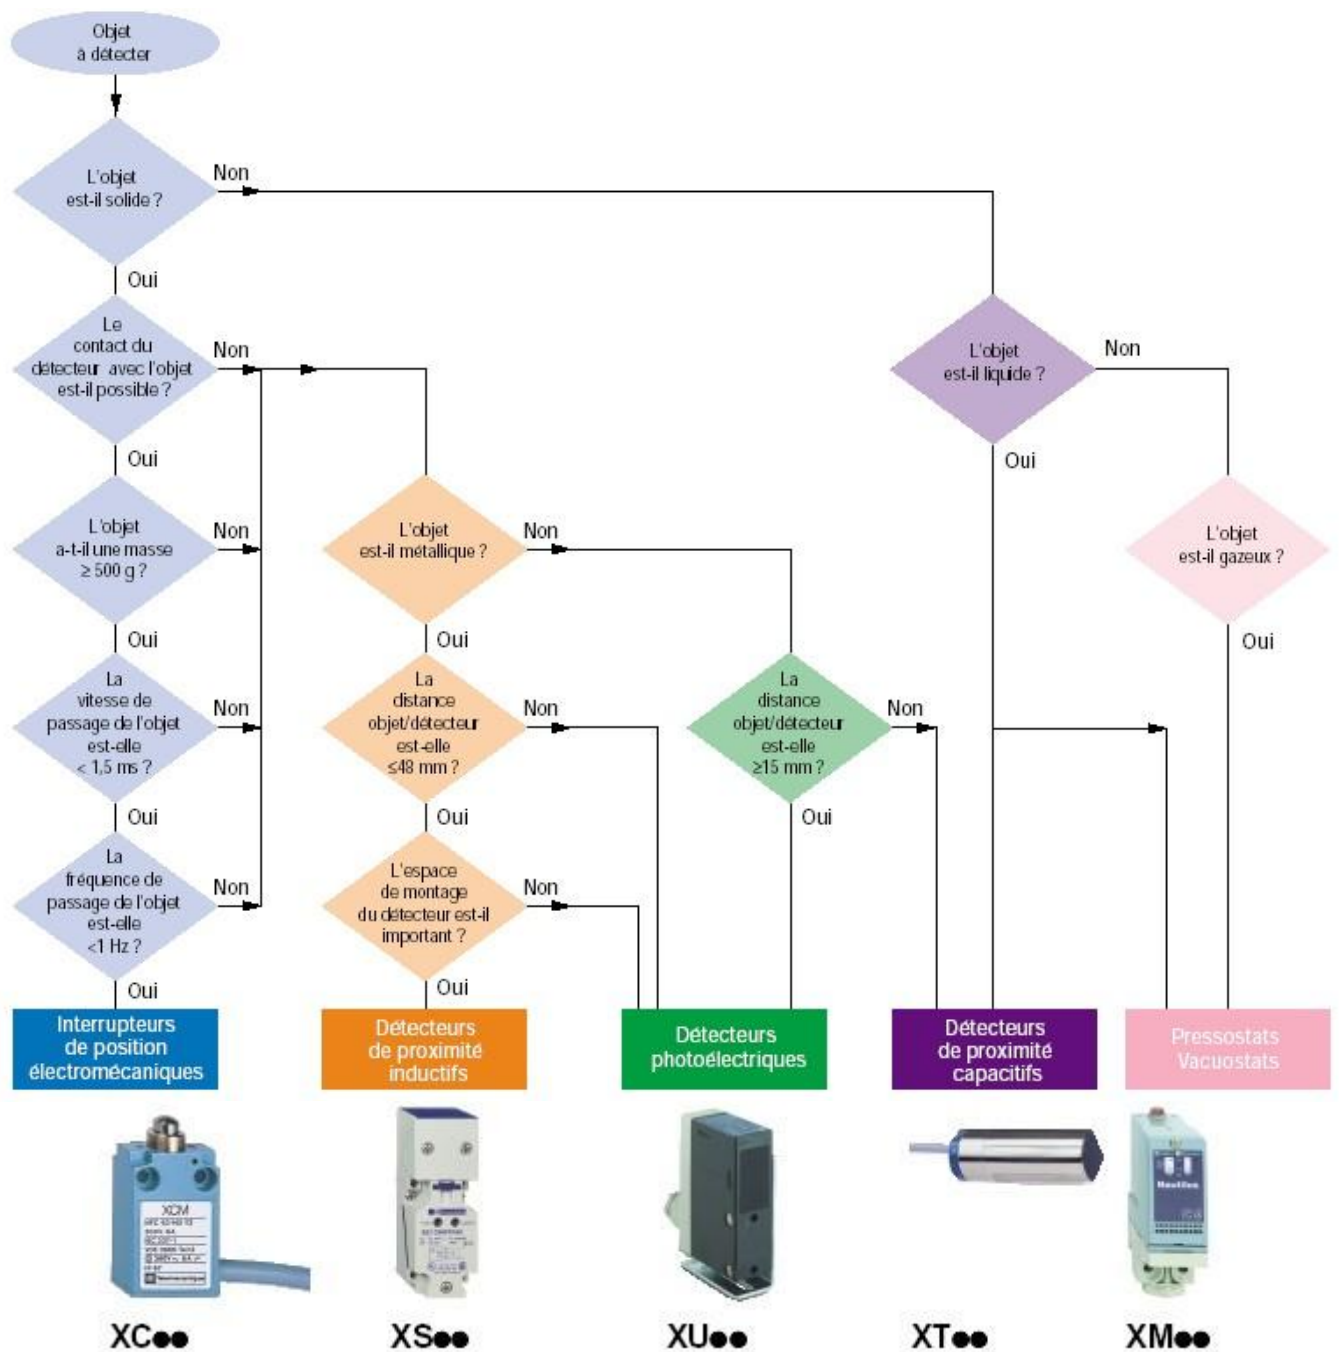 Objet
à détecter
L'objet
est-il solide ?
Non
Oui
Le
contact du
détecteur avec l'objet
est-il possible ?
Non
Oui
L'objet
a-t-il une masse
≥ 500 g ?
Non
Oui
La
vitesse de
passage de l'objet
est-elle
< 1,5 ms ?
Non
Oui
La
fréquence de
passage de l'objet
est-elle
<1 Hz ?
Non
Oui
L'objet
est-il métallique ?
Non
Oui
La
distance
objet/détecteur
est-elle
≤48 mm ?
Non
Oui
L'espace
de montage
du détecteur est-il
important ?
Non
Oui
La
distance
objet/détecteur
est-elle
≥15 mm ?
Non
Oui
L'objet
est-il liquide ?
Non
Oui
L'objet
est-il gazeux ?
Oui
Interrupteurs
de position
électromécaniques
Détecteurs
de proximité
inductifs
Détecteurs
photoélectriques
Détecteurs
de proximité
capacitifs
Pressostats
Vacuostats
XCM
Telemecanique
Nautilus
XC●●
XS●●
XU●●
XT●●
XM●●